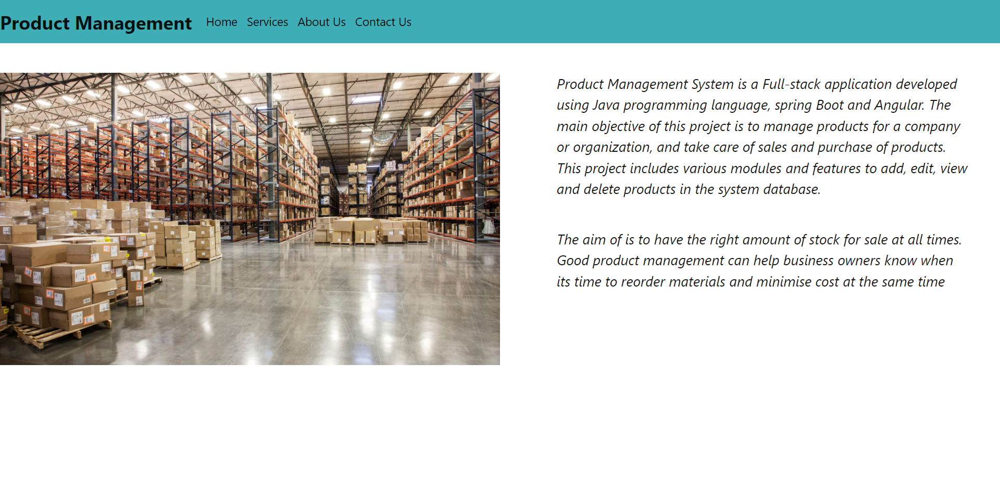 Product Management
Home Services About Us Contact Us
Product Management System is a Full-stack application developed
using Java programming language, spring Boot and Angular. The
main objective of this project is to manage products for a company
or organization, and take care of sales and purchase of products.
This project includes various modules and features to add, edit, view
and delete products in the system database.
The aim of is to have the right amount of stock for sale at all times.
Good product management can help business owners know when
its time to reorder materials and minimise cost at the same time